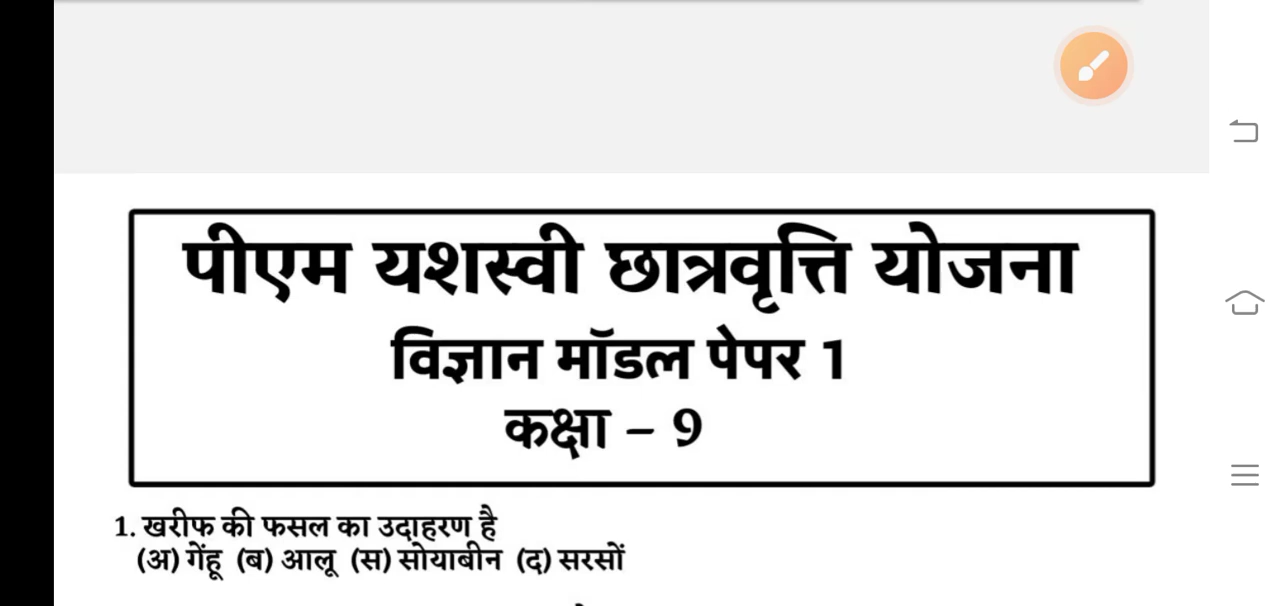 पीएम यशस्वी छात्रवृत्ति योजना
विज्ञान मॉडल पेपर 1
कक्षा – 9
1. खरीफ की फसल का उदाहरण है
(अ) गेंहू (ब) आलू (स) सोयाबीन (द) सरसों